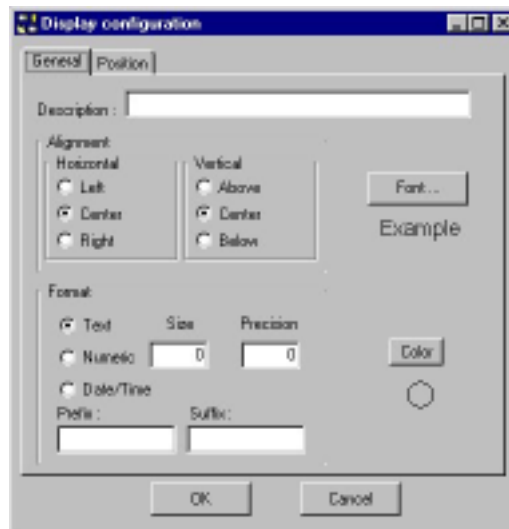 Display configuration
General Position
Description :
Alignment
Horizontal Vertical
Left Above
Center Center
Right Below
Font...
Example
Format
Text Size Precision
Numeric 0 0
Date/Time
Prefix : Suffix :
Color
OK Cancel